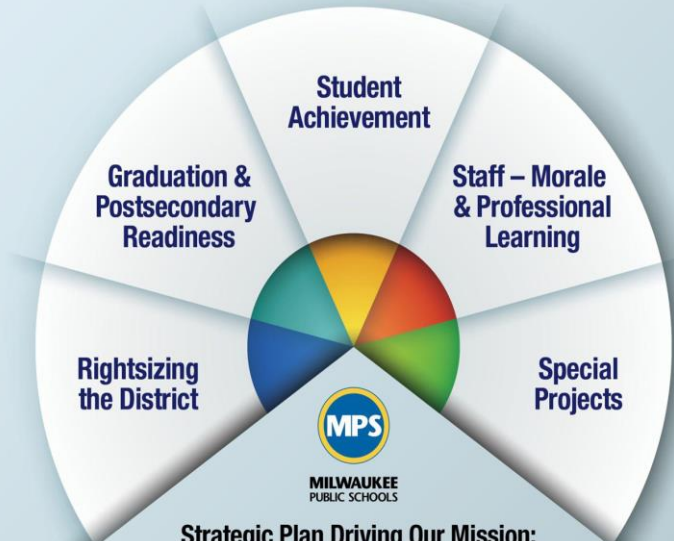 Student
Achievement
Graduation &
Postsecondary
Readiness
Staff – Morale
& Professional
Learning
Rightsizing
the District
Special
Projects
MPS
MILWAUKEE
PUBLIC SCHOOLS
Strategic Plan Driving Our Mission: